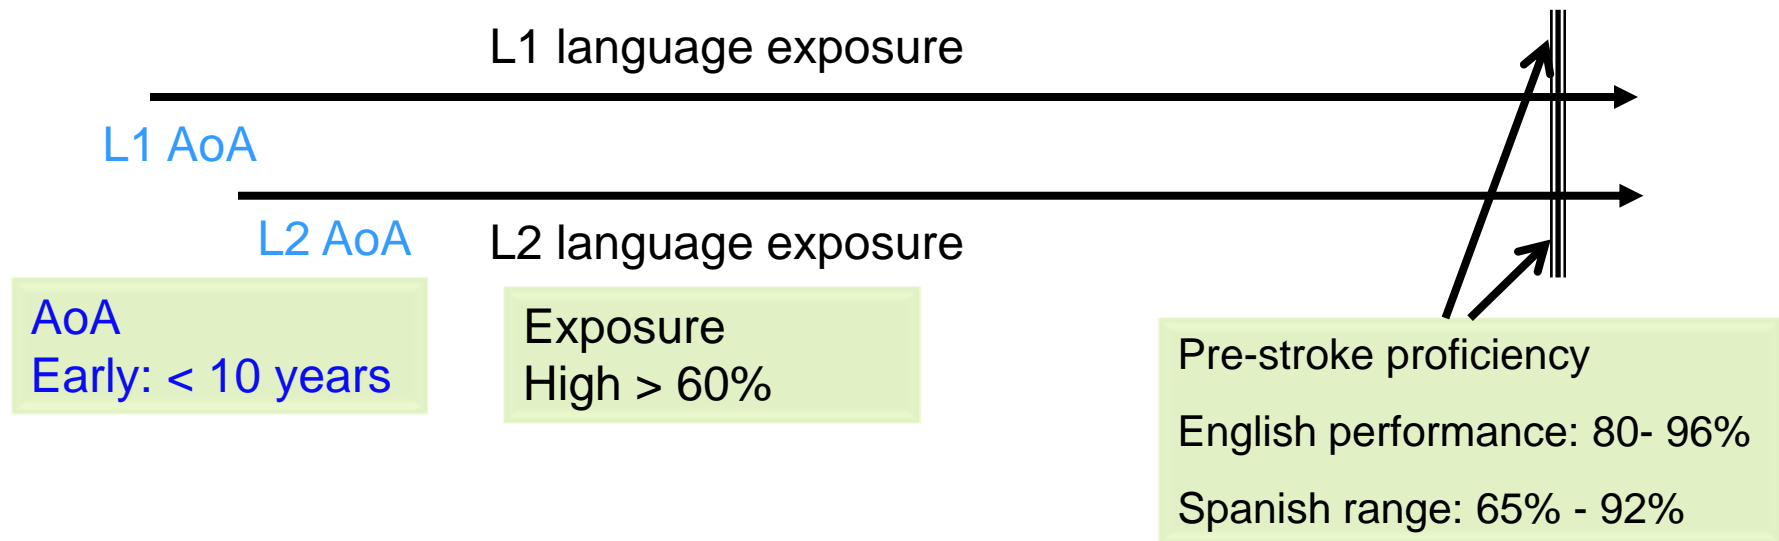 L1 language exposure
L1 AoA
L2 AoA
L2 language exposure
AoA
Early: < 10 years
Exposure
High > 60%
Pre-stroke proficiency
English performance: 80- 96%
Spanish range: 65% - 92%